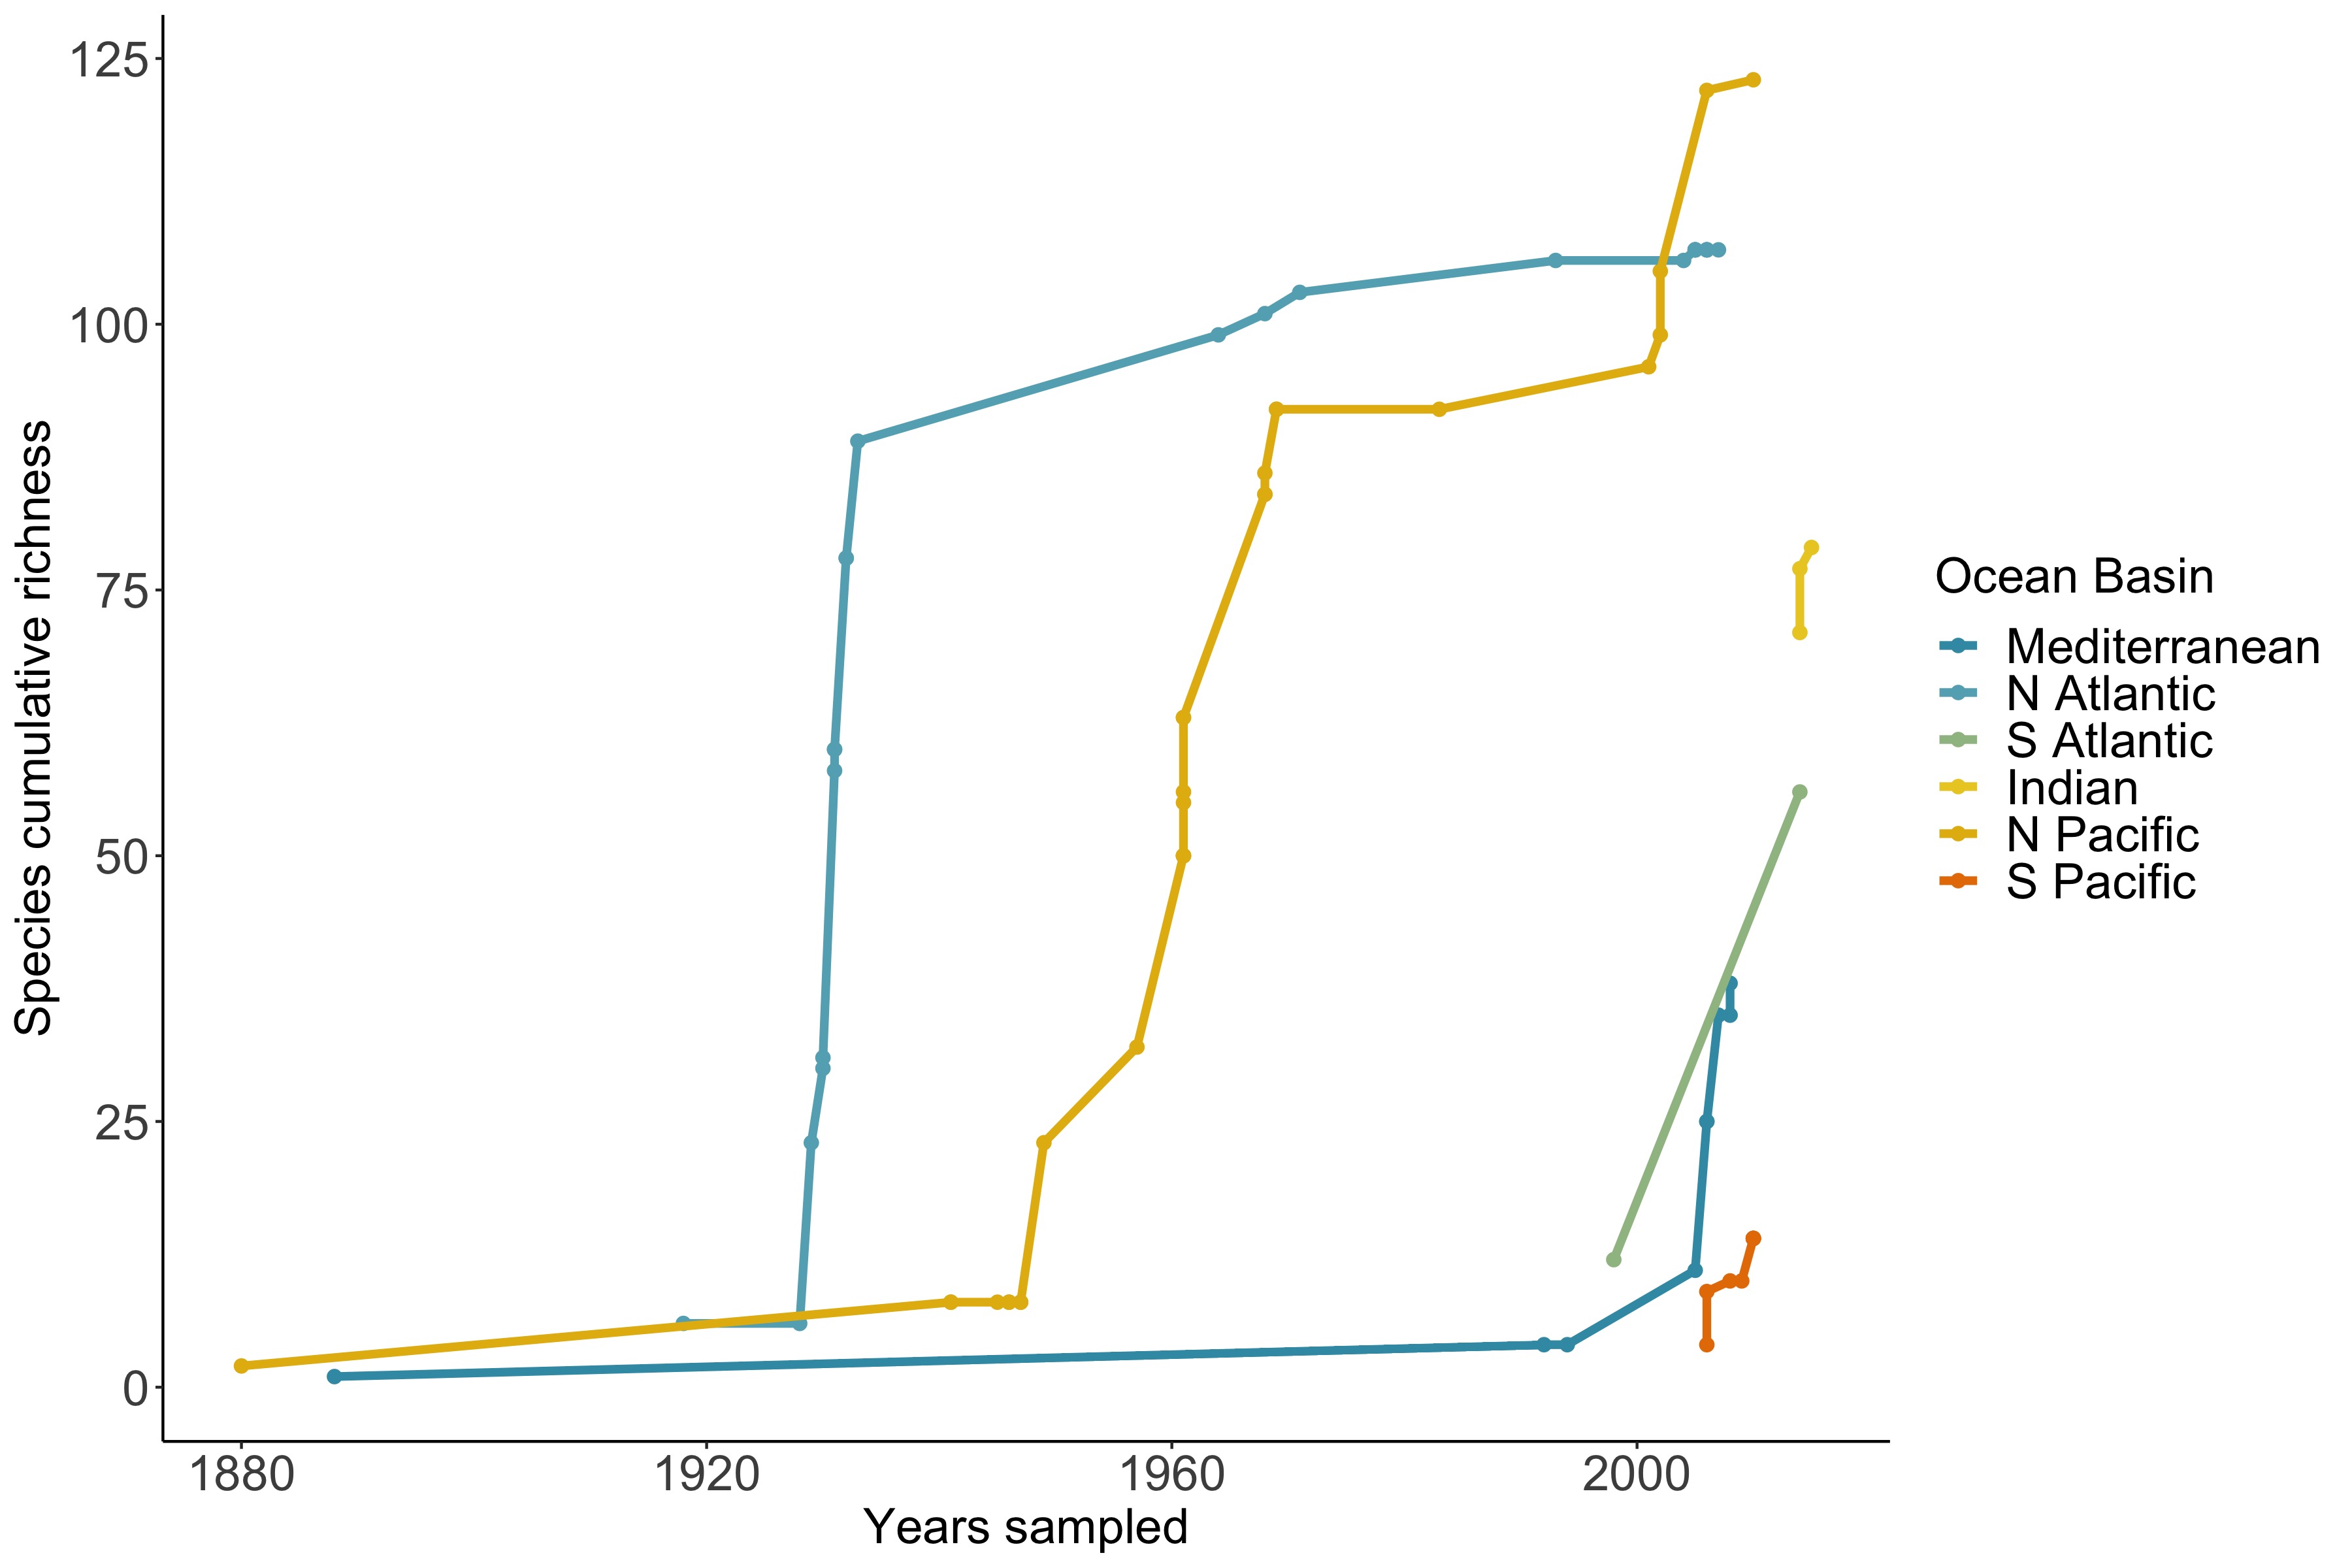 Species cumulative richness
125
100
75
50
25
0
1880
1920
1960
2000
Years sampled
Ocean Basin
Mediterranean
N Atlantic
S Atlantic
Indian
N Pacific
S Pacific